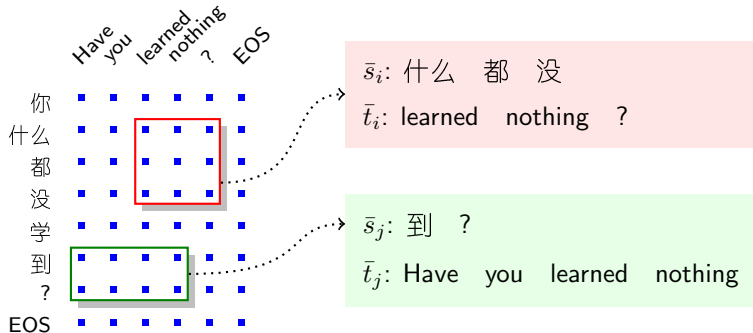 Have you learned nothing ? EOS
你
什么
都
没
学
到
?
EOS
s̄ᵢ: 什么 都 没
t̄ᵢ: learned nothing ?
s̄ⱼ: 到 ?
t̄ⱼ: Have you learned nothing